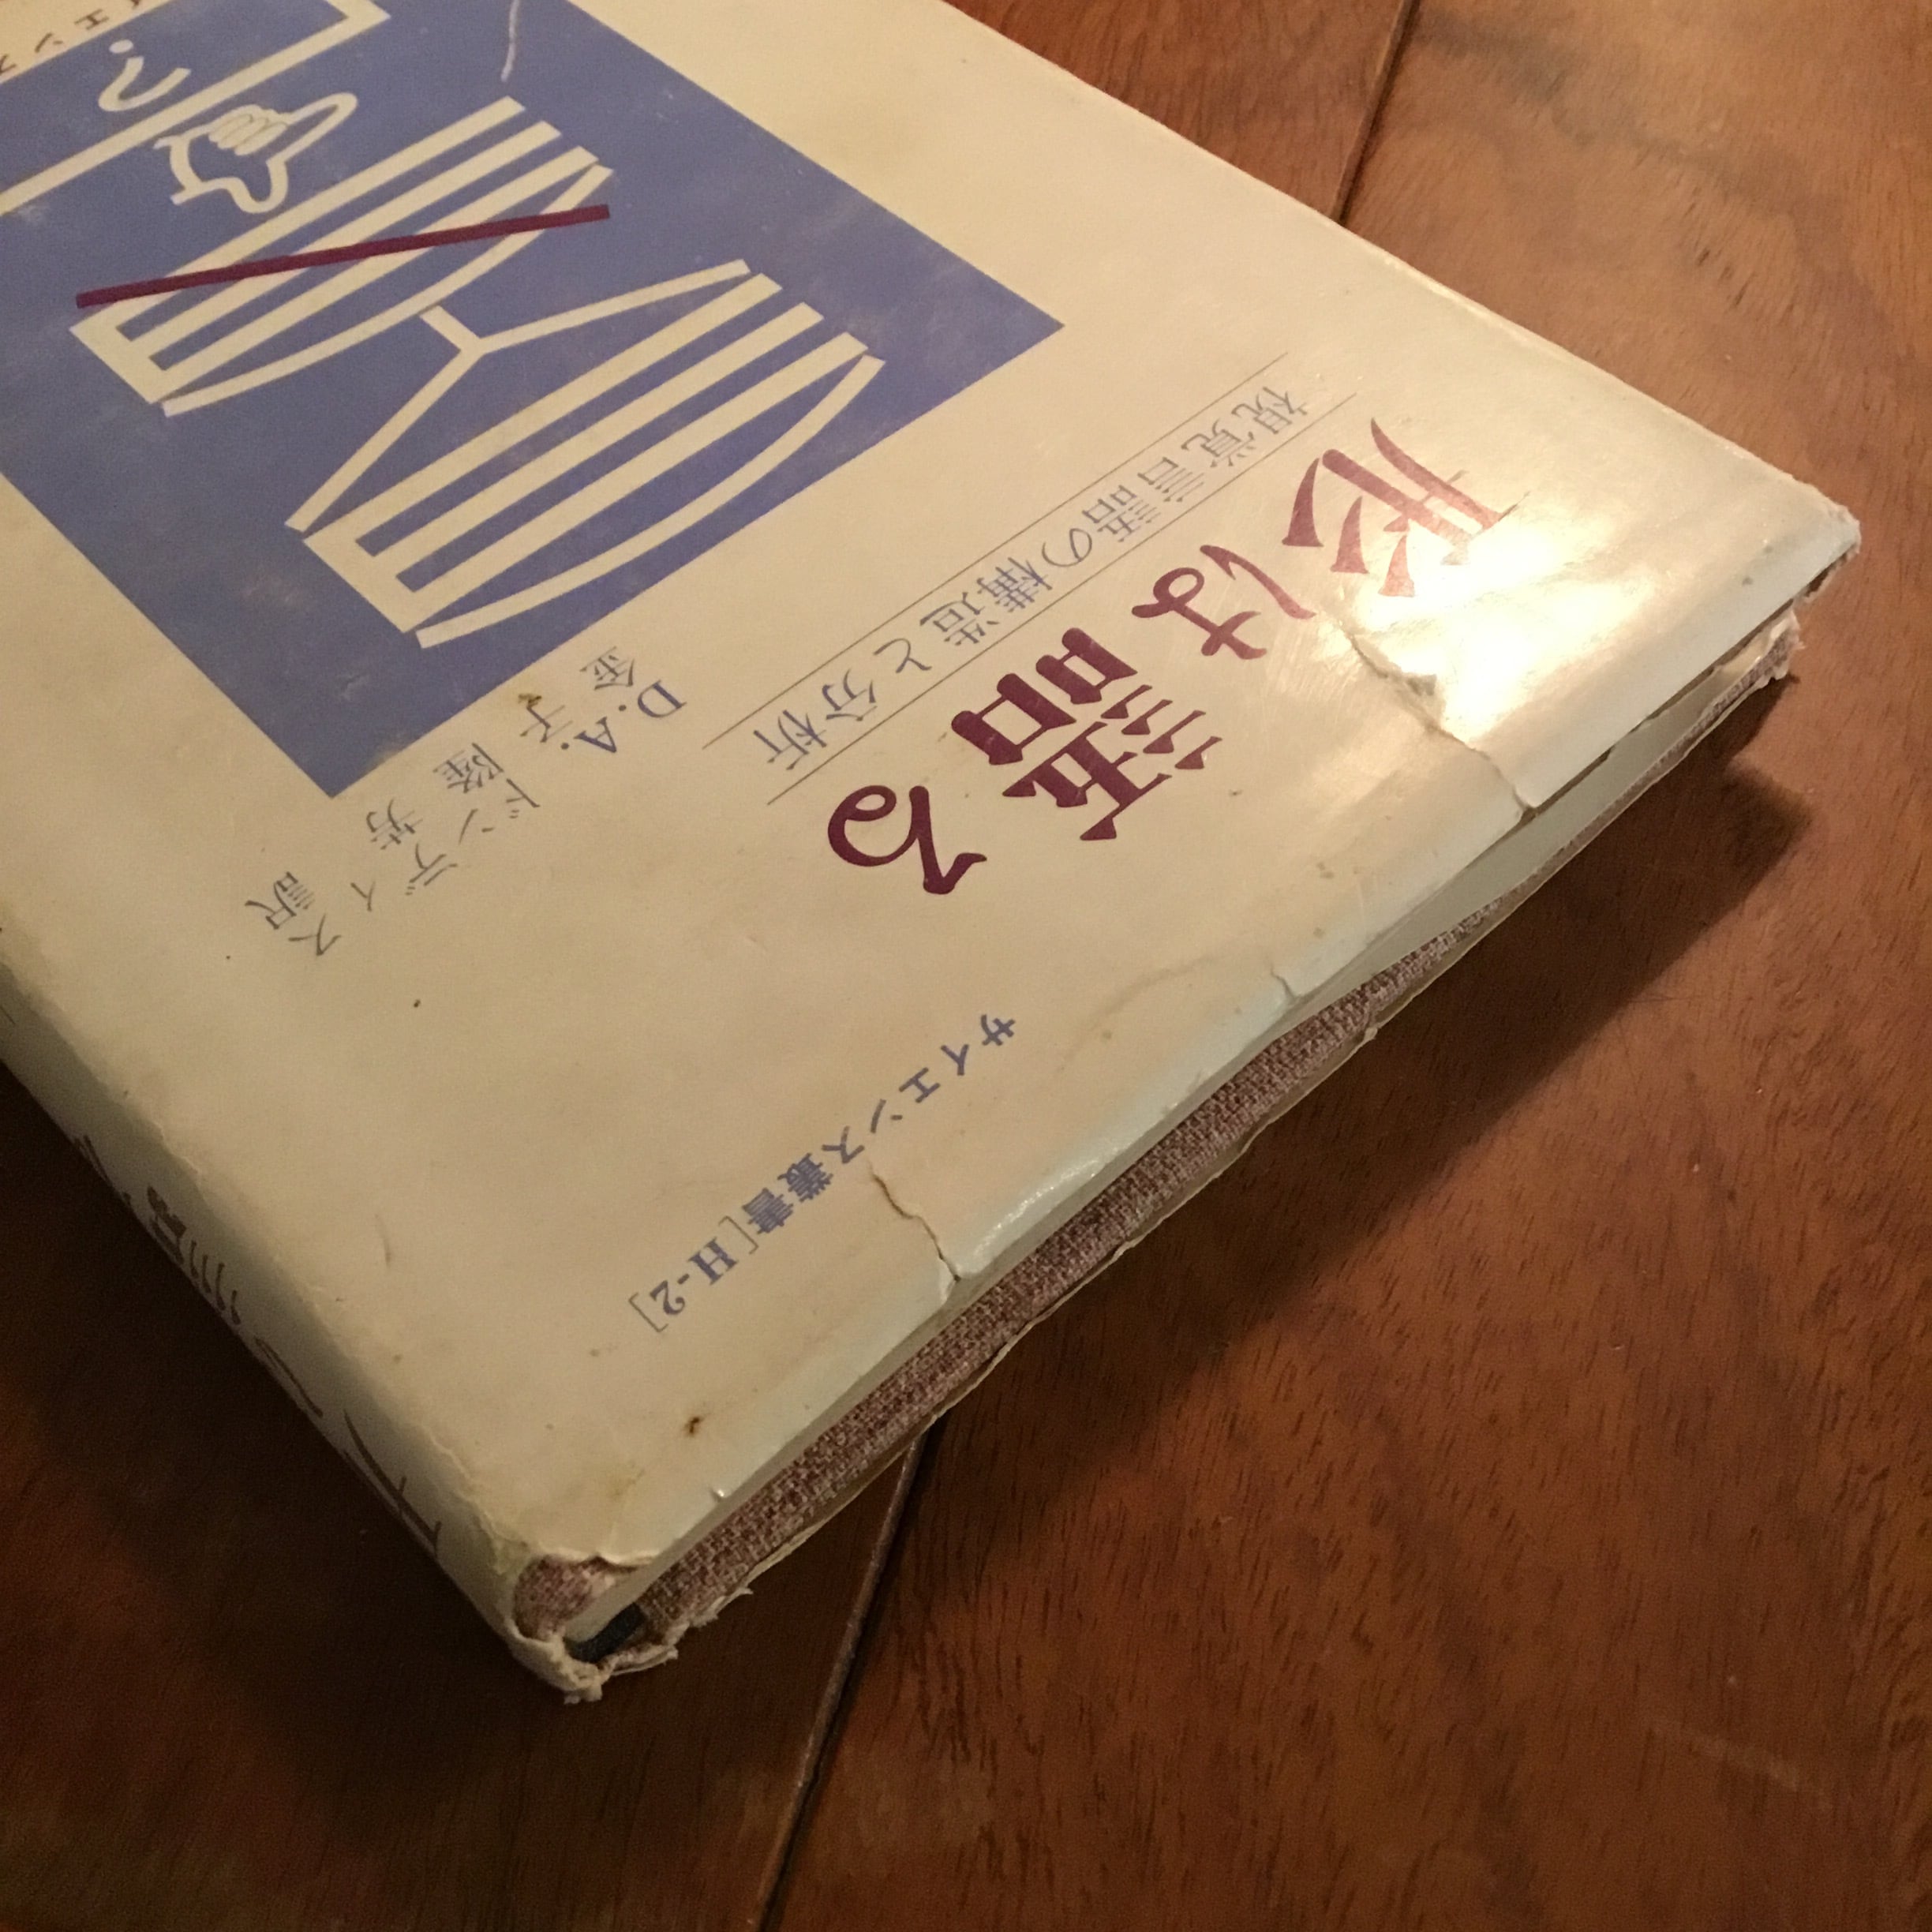 サイエンス叢書[H-2]
形は語る
視覚言語の構造と分析
D.A.ドンディス
金子隆芳 訳